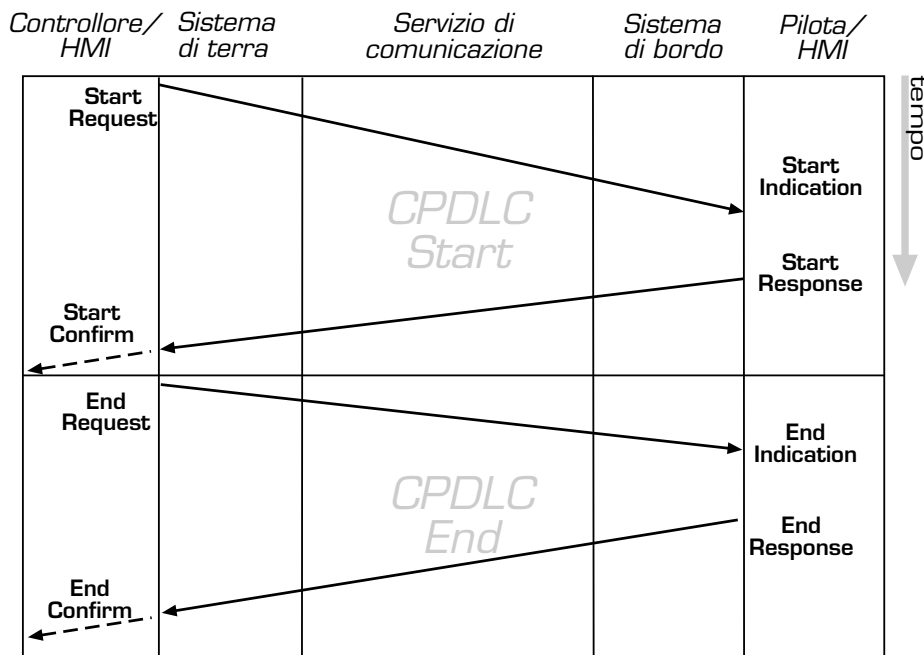 Controllore/
HMI
Sistema
di terra
Servizio di
comunicazione
Sistema
di bordo
Pilota/
HMI
tempo
Start
Request
Start
Indication
CPDLC
Start
Start
Response
Start
Confirm
End
Request
End
Indication
CPDLC
End
End
Response
End
Confirm